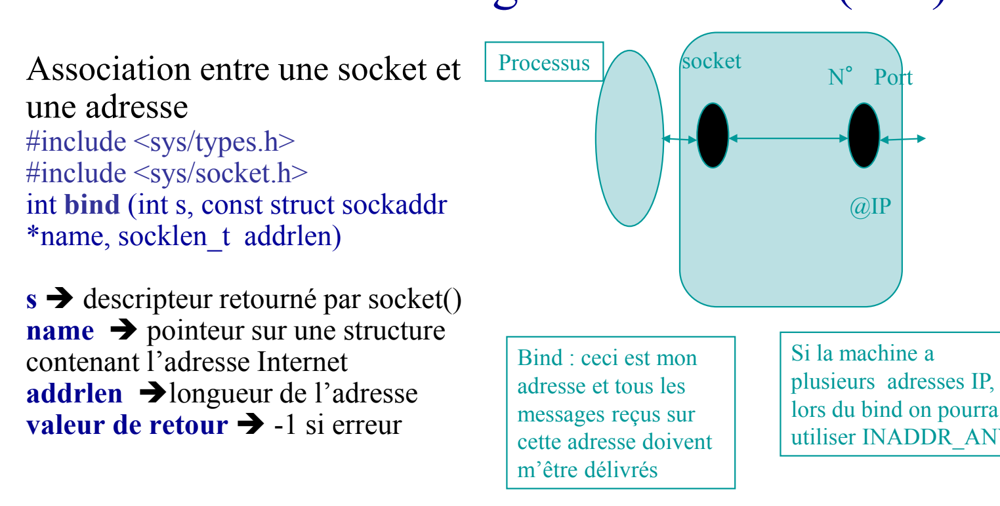 Association entre une socket et
une adresse
#include <sys/types.h>
#include <sys/socket.h>
int bind (int s, const struct sockaddr
*name, socklen_t addrlen)
s ➔ descripteur retourné par socket()
name ➔ pointeur sur une structure
contenant l’adresse Internet
addrlen ➔longueur de l’adresse
valeur de retour ➔ -1 si erreur
Processus
socket
N° Port
@IP
Bind : ceci est mon
adresse et tous les
messages reçus sur
cette adresse doivent
m’être délivrés
Si la machine a
plusieurs adresses IP,
lors du bind on pourra
utiliser